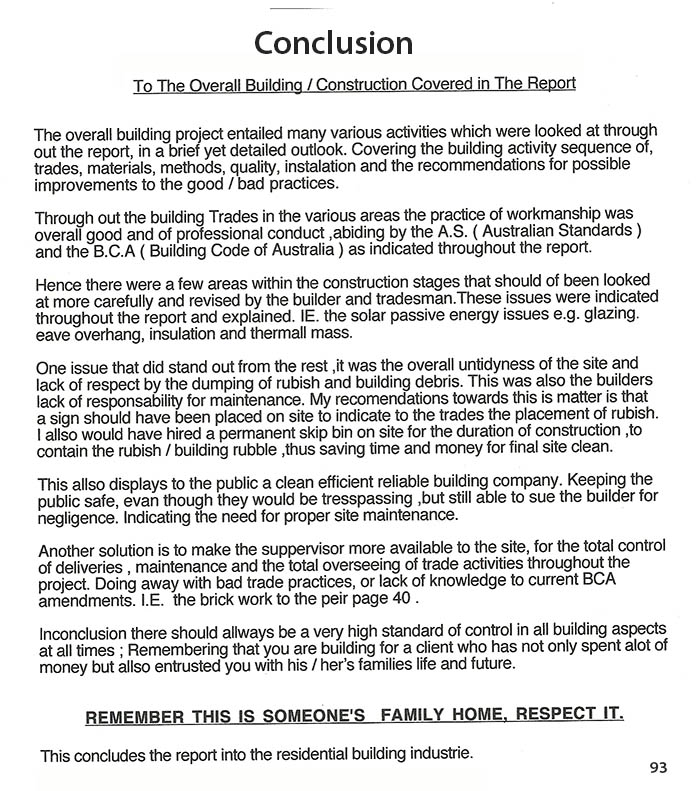 Conclusion
To The Overall Building / Construction Covered in The Report
The overall building project entailed many various activities which were looked at through
out the report, in a brief yet detailed outlook. Covering the building activity sequence of,
trades, materials, methods, quality, instalation and the recommendations for possible
improvements to the good / bad practices.
Through out the building Trades in the various areas the practice of workmanship was
overall good and of professional conduct ,abiding by the A.S. ( Australian Standards )
and the B.C.A ( Building Code of Australia ) as indicated throughout the report.
Hence there were a few areas within the construction stages that should of been looked
at more carefully and revised by the builder and tradesman.These issues were indicated
throughout the report and explained. IE. the solar passive energy issues e.g. glazing.
eave overhang, insulation and thermall mass.
One issue that did stand out from the rest ,it was the overall untidyness of the site and
lack of respect by the dumping of rubish and building debris. This was also the builders
lack of responsability for maintenance. My recomendations towards this is matter is that
a sign should have been placed on site to indicate to the trades the placement of rubish.
I allso would have hired a permanent skip bin on site for the duration of construction ,to
contain the rubish / building rubble ,thus saving time and money for final site clean.
This allso displays to the public a clean efficient reliable building company. Keeping the
public safe, evan though they would be tresspassing ,but still able to sue the builder for
negligence. Indicating the need for proper site maintenance.
Another solution is to make the suppervisor more available to the site, for the total control
of deliveries , maintenance and the total overseeing of trade activities throughout the
project. Doing away with bad trade practices, or lack of knowledge to current BCA
amendments. I.E. the brick work to the peir page 40 .
Inconclusion there should allways be a very high standard of control in all building aspects
at all times ; Remembering that you are building for a client who has not only spent alot of
money but allso entrusted you with his / her's families life and future.
REMEMBER THIS IS SOMEONE'S FAMILY HOME, RESPECT IT.
This concludes the report into the residential building industrie.
93